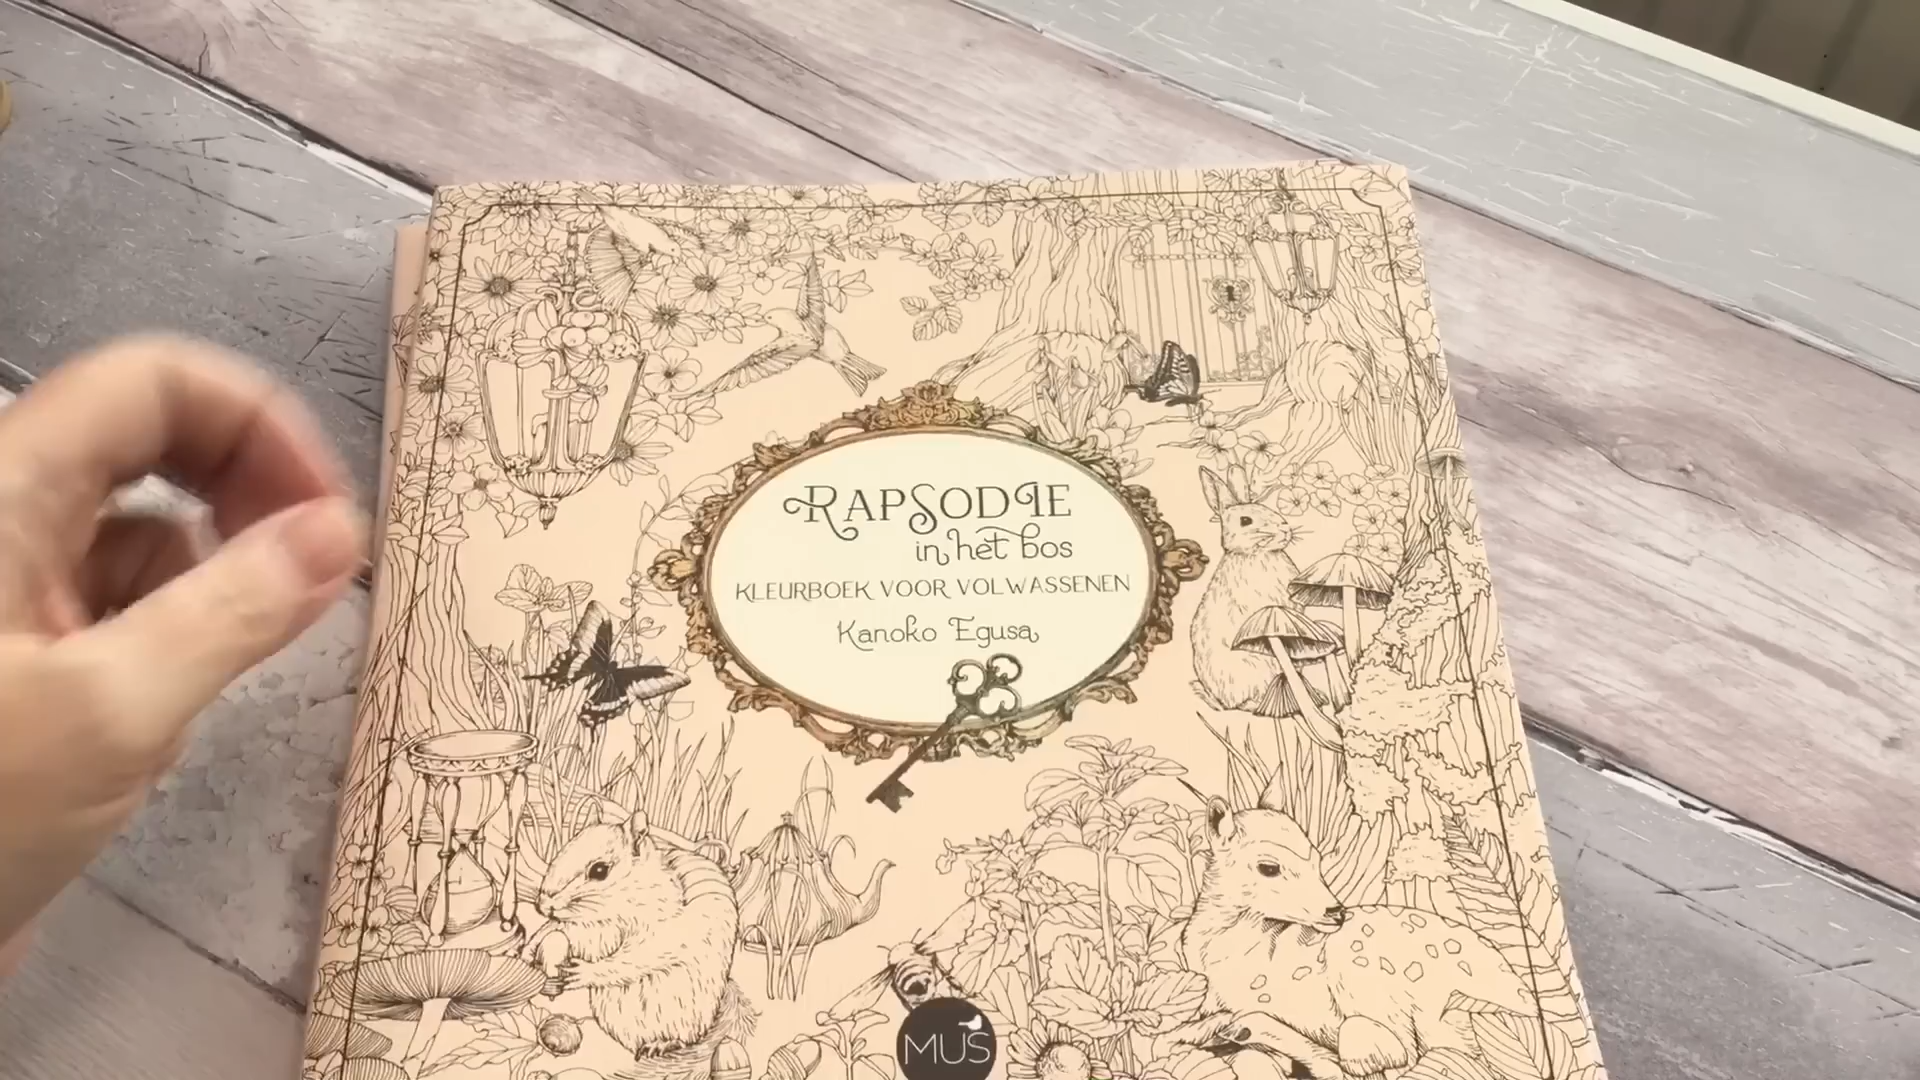 RAPSODIE
in het bos
KLEURBOEK VOOR VOLWASSENEN
Kanoko Egusa
MUS